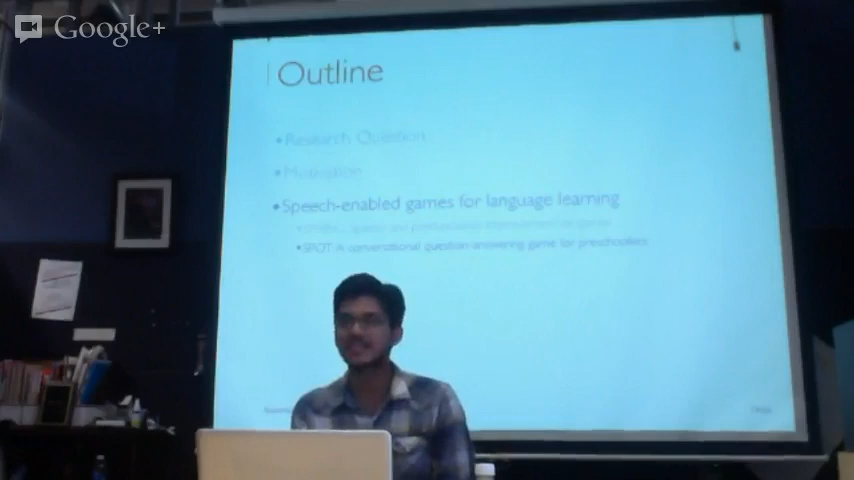 Google+
Outline
•Research Question
•Motivation
•Speech-enabled games for language learning
•SPOT: A conversational question-answering game for preschoolers